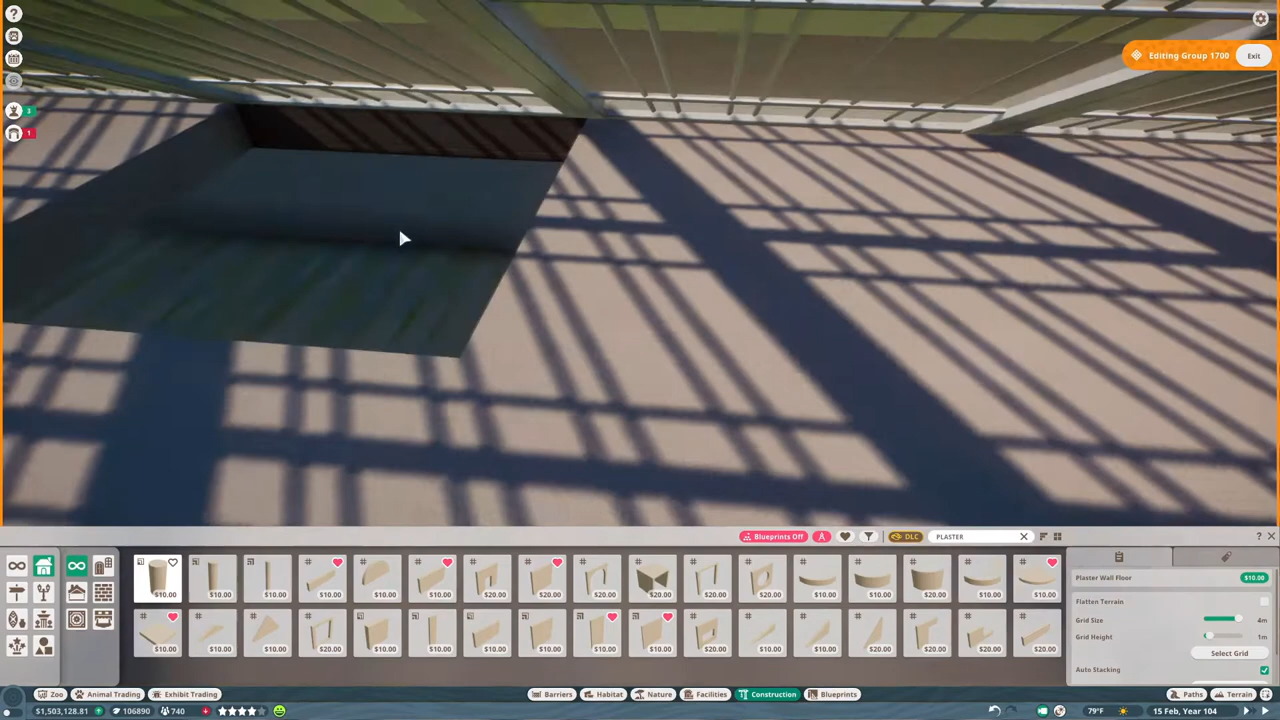 ?
Editing Group 1700 Exit
3
1
Blueprints Off DLC PLASTER ?
$10.00 $10.00 $10.00 $10.00 $10.00 $10.00 $20.00 $20.00 $20.00 $20.00 $20.00 $20.00 $10.00 $10.00 $20.00 $10.00 $10.00
$10.00 $10.00 $10.00 $20.00 $10.00 $10.00 $10.00 $10.00 $10.00 $10.00 $20.00 $10.00 $10.00 $10.00 $20.00 $20.00 $10.00
Plaster Wall Floor $10.00
Flatten Terrain
Grid Size 4m
Grid Height 1m
Select Grid
Auto Stacking
Zoo Animal Trading Exhibit Trading Barriers Habitat Nature Facilities Construction Blueprints Paths Terrain
$1,503,128.81 106890 740 79°F 15 Feb, Year 104